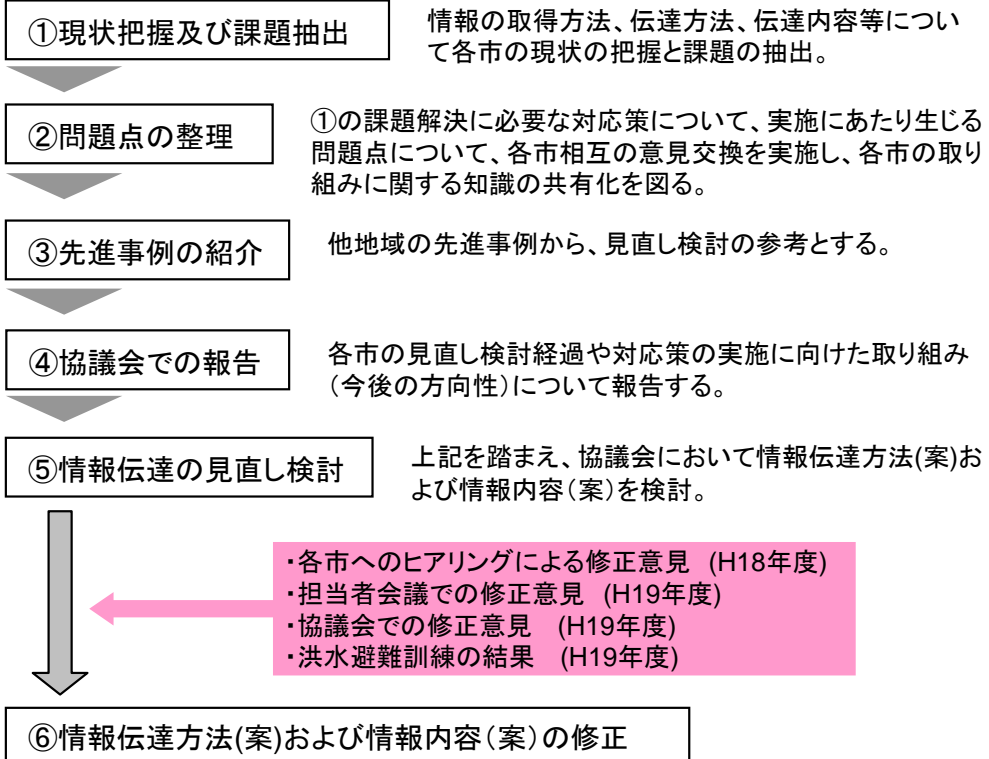 ①現状把握及び課題抽出
情報の取得方法、伝達方法、伝達内容等につい
て各市の現状の把握と課題の抽出。
②問題点の整理
①の課題解決に必要な対応策について、実施にあたり生じる
問題点について、各市相互の意見交換を実施し、各市の取り
組みに関する知識の共有化を図る。
③先進事例の紹介
他地域の先進事例から、見直し検討の参考とする。
④協議会での報告
各市の見直し検討経過や対応策の実施に向けた取り組み
(今後の方向性)について報告する。
⑤情報伝達の見直し検討
上記を踏まえ、協議会において情報伝達方法(案)お
よび情報内容(案)を検討。
・各市へのヒアリングによる修正意見 (H18年度)
・担当者会議での修正意見 (H19年度)
・協議会での修正意見 (H19年度)
・洪水避難訓練の結果 (H19年度)
⑥情報伝達方法(案)および情報内容(案)の修正